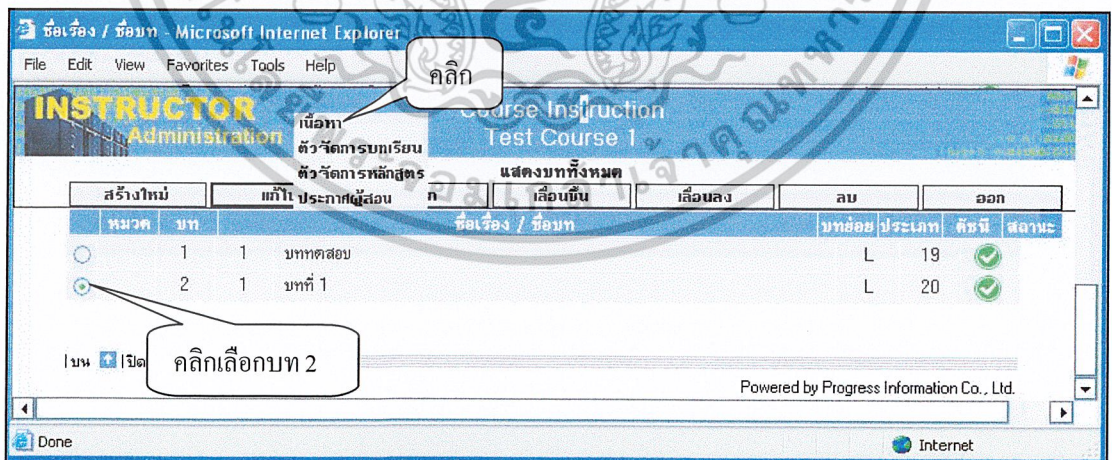 ชื่อเรื่อง / ชื่อบท - Microsoft Internet Explorer
File Edit View Favorites Tools Help
คลิก
INSTRUCTOR
Administration
Course Instruction
Test Course 1
เนื้อหา
ตัวจัดการบทเรียน
ตัวจัดการหลักสูตร
ประกาศผู้สอน
แสดงบททั้งหมด
สร้างใหม่ แก้ไข เลื่อนขึ้น เลื่อนลง ลบ ออก
หมวด บท ชื่อเรื่อง / ชื่อบท บทย่อย ประเภท ดัชนี สถานะ
1 1 บททดสอบ L 19
2 1 บทที่ 1 L 20
คลิกเลือกบท 2
|บน |ปิด
Powered by Progress Information Co., Ltd.
Done Internet